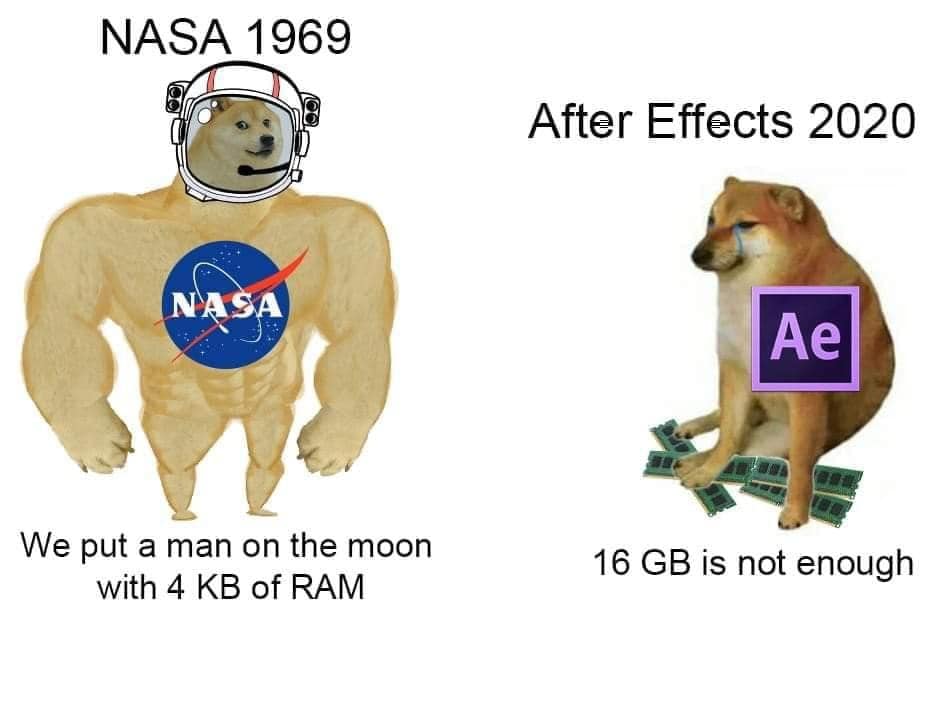 NASA 1969
NASA
We put a man on the moon
with 4 KB of RAM
After Effects 2020
Ae
16 GB is not enough